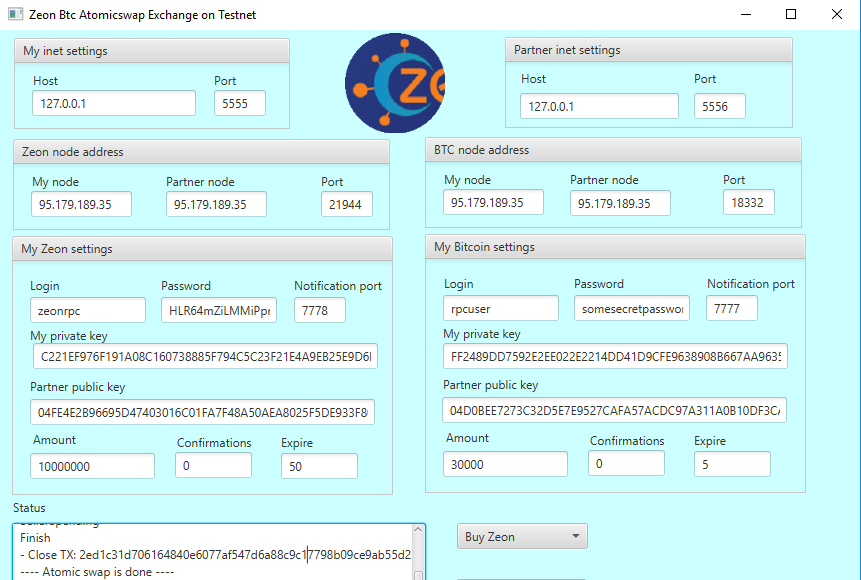 Zeon Btc Atomicswap Exchange on Testnet
My inet settings
Host Port
127.0.0.1 5555
Partner inet settings
Host Port
127.0.0.1 5556
Zeon node address
My node Partner node Port
95.179.189.35 95.179.189.35 21944
BTC node address
My node Partner node Port
95.179.189.35 95.179.189.35 18332
My Zeon settings
Login Password Notification port
zeonrpc HLR64mZiLMMiPpr 7778
My private key
C221EF976F191A08C160738885F794C5C23F21E4A9EB25E9D6
Partner public key
04FE4E2B96695D47403016C01FA7F48A50AEA8025F5DE933F8
Amount Confirmations Expire
10000000 0 50
My Bitcoin settings
Login Password Notification port
rpcuser somesecretpasswor 7777
My private key
FF2489DD7592E2EE022E2214DD41D9CFE9638908B667AA9635
Partner public key
04D0BEE7273C32D5E7E9527CAFA57ACDC97A311A0B10DF3CA
Amount Confirmations Expire
30000 0 5
Status
Finish
- Close TX: 2ed1c31d706164840e6077af547d6a88c9c17798b09ce9ab55d2
---- Atomic swap is done ----
Buy Zeon